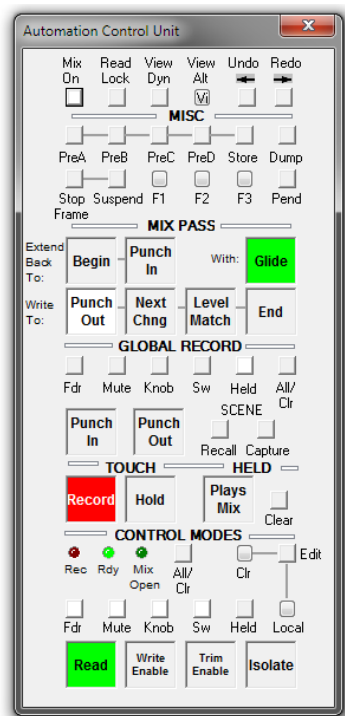 Automation Control Unit
Mix On Read Lock View Dyn View Alt Undo Redo
Vi
MISC
PreA PreB PreC PreD Store Dump
Stop Frame Suspend F1 F2 F3 Pend
MIX PASS
Extend Back To: Begin Punch In With: Glide
Write To: Punch Out Next Chng Level Match End
GLOBAL RECORD
Fdr Mute Knob Sw Held All/ Clr
Punch In Punch Out SCENE
Recall Capture
TOUCH HELD
Record Hold Plays Mix Clear
CONTROL MODES
Rec Rdy Mix Open All/ Clr Clr Edit
Fdr Mute Knob Sw Held Local
Read Write Enable Trim Enable Isolate